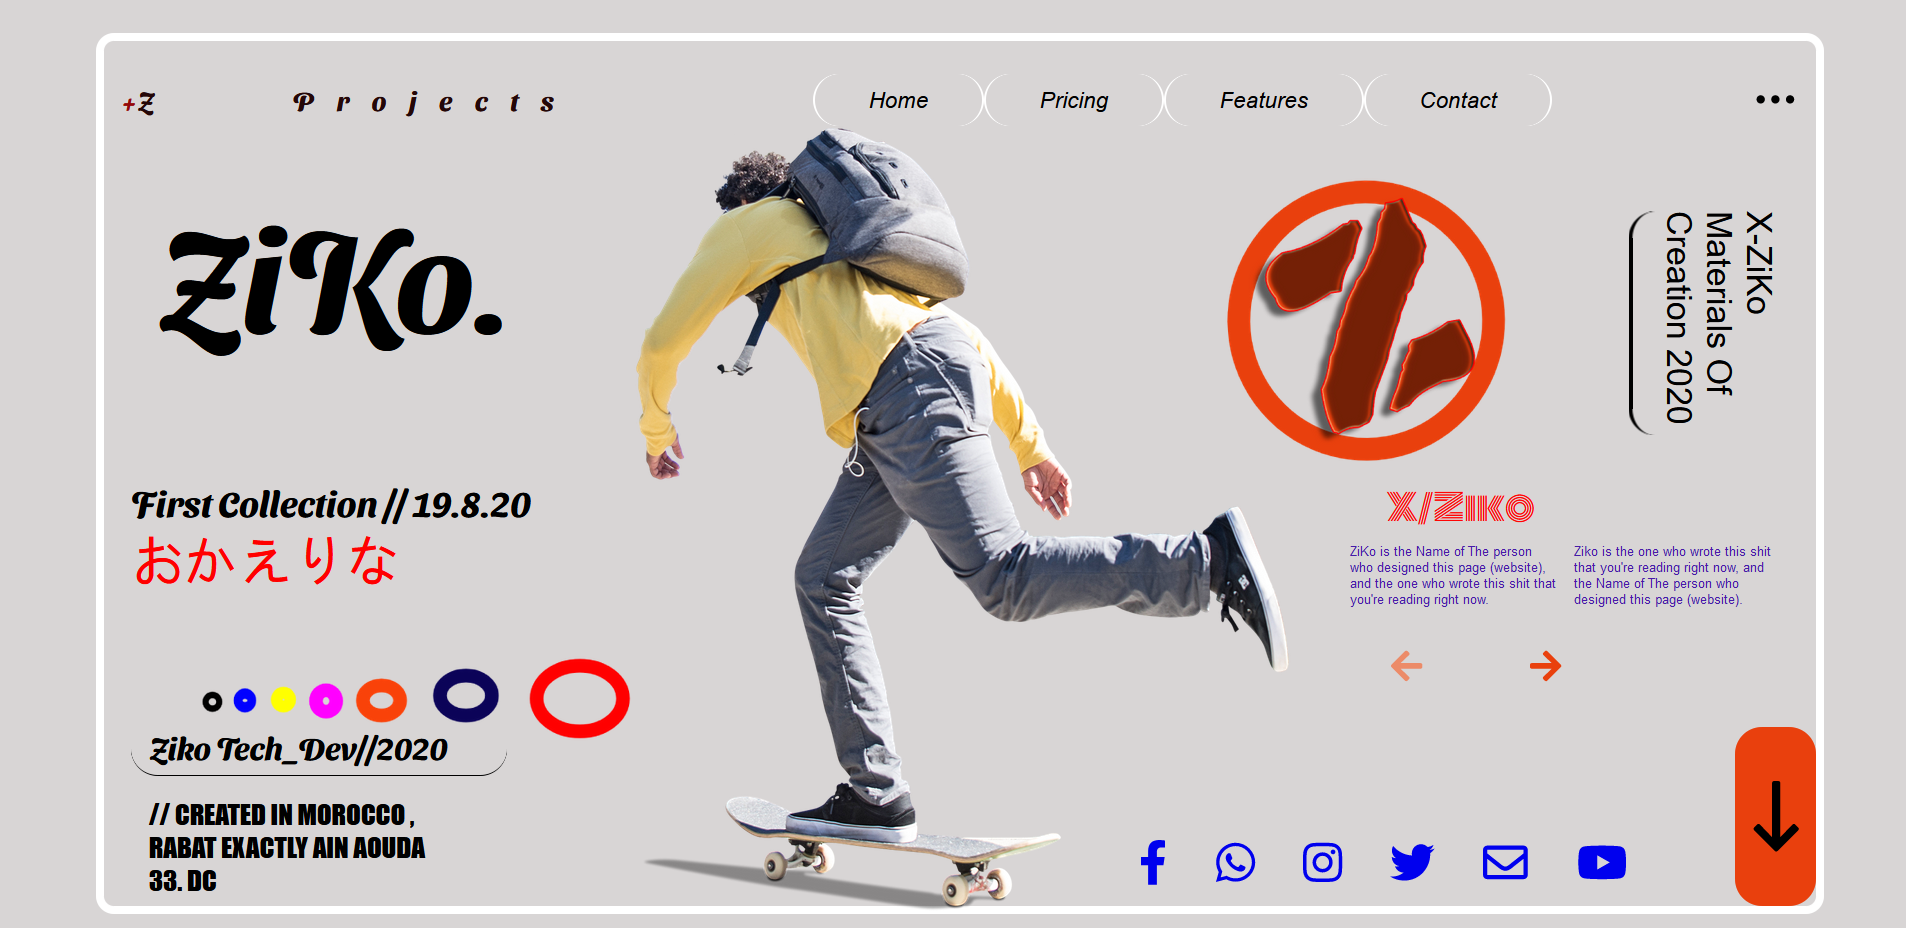 +Z
Projects
Home
Pricing
Features
Contact
ZiKo.
X-ZiKo
Materials Of
Creation 2020
First Collection // 19.8.20
おかえりな
X/ZIKO
ZiKo is the Name of The person
who designed this page (website),
and the one who wrote this shit that
you're reading right now.
Ziko is the one who wrote this shit
that you're reading right now, and
the Name of The person who
designed this page (website).
Ziko Tech_Dev//2020
// CREATED IN MOROCCO ,
RABAT EXACTLY AIN AOUDA
33. DC